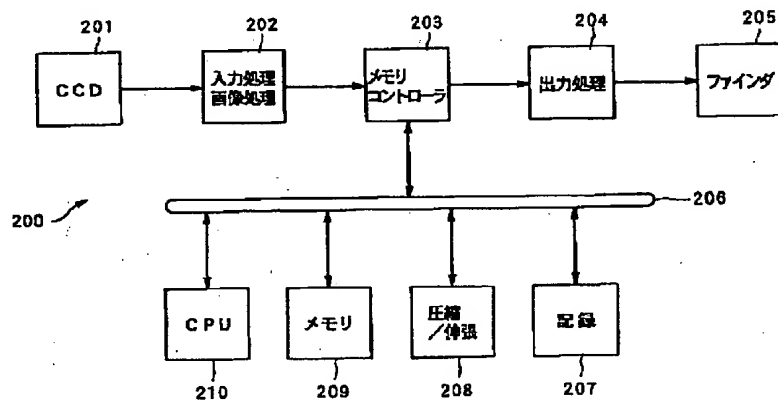 201
202
203
204
205
CCD
入力処理
画像処理
メモリ
コントローラ
出力処理
ファインダ
200
206
CPU
メモリ
圧縮
／伸張
記録
210
209
208
207